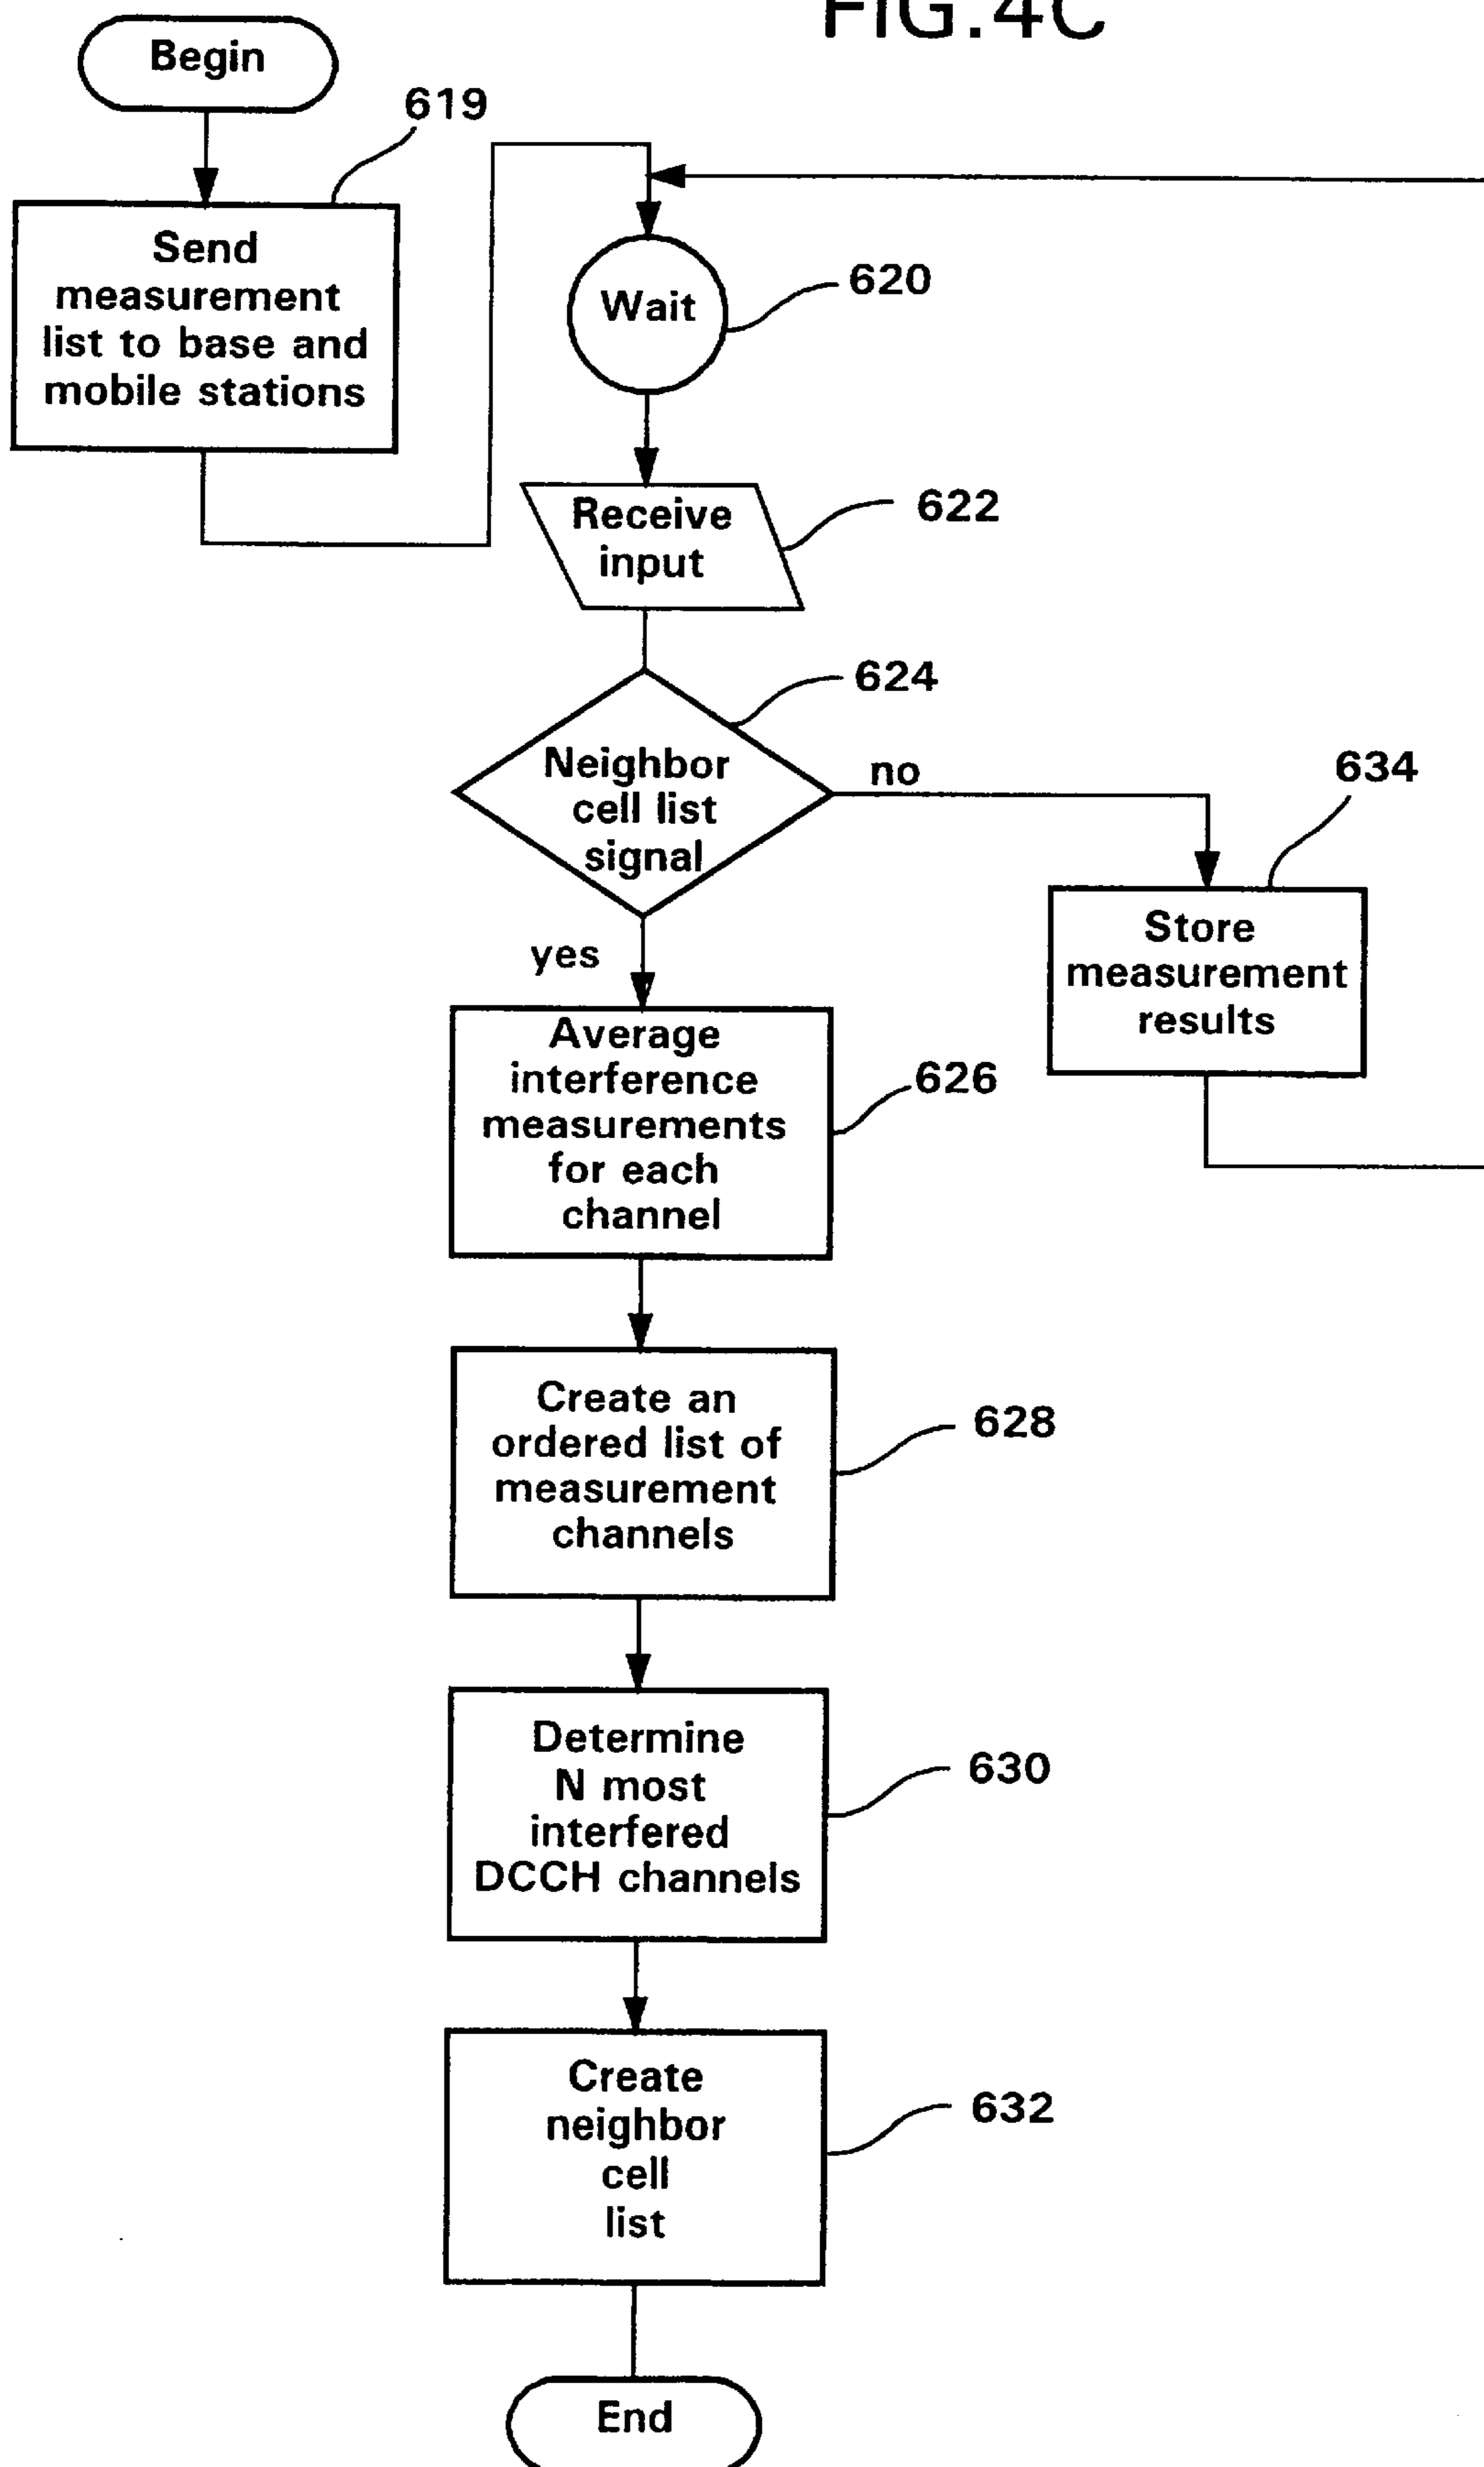 FIG.4C
Begin
619
Send
measurement
list to base and
mobile stations
Wait
620
Receive
input
622
624
Neighbor
cell list
signal
no
634
Store
measurement
results
yes
Average
interference
measurements
for each
channel
626
Create an
ordered list of
measurement
channels
628
Determine
N most
interfered
DCCH channels
630
Create
neighbor
cell
list
632
End